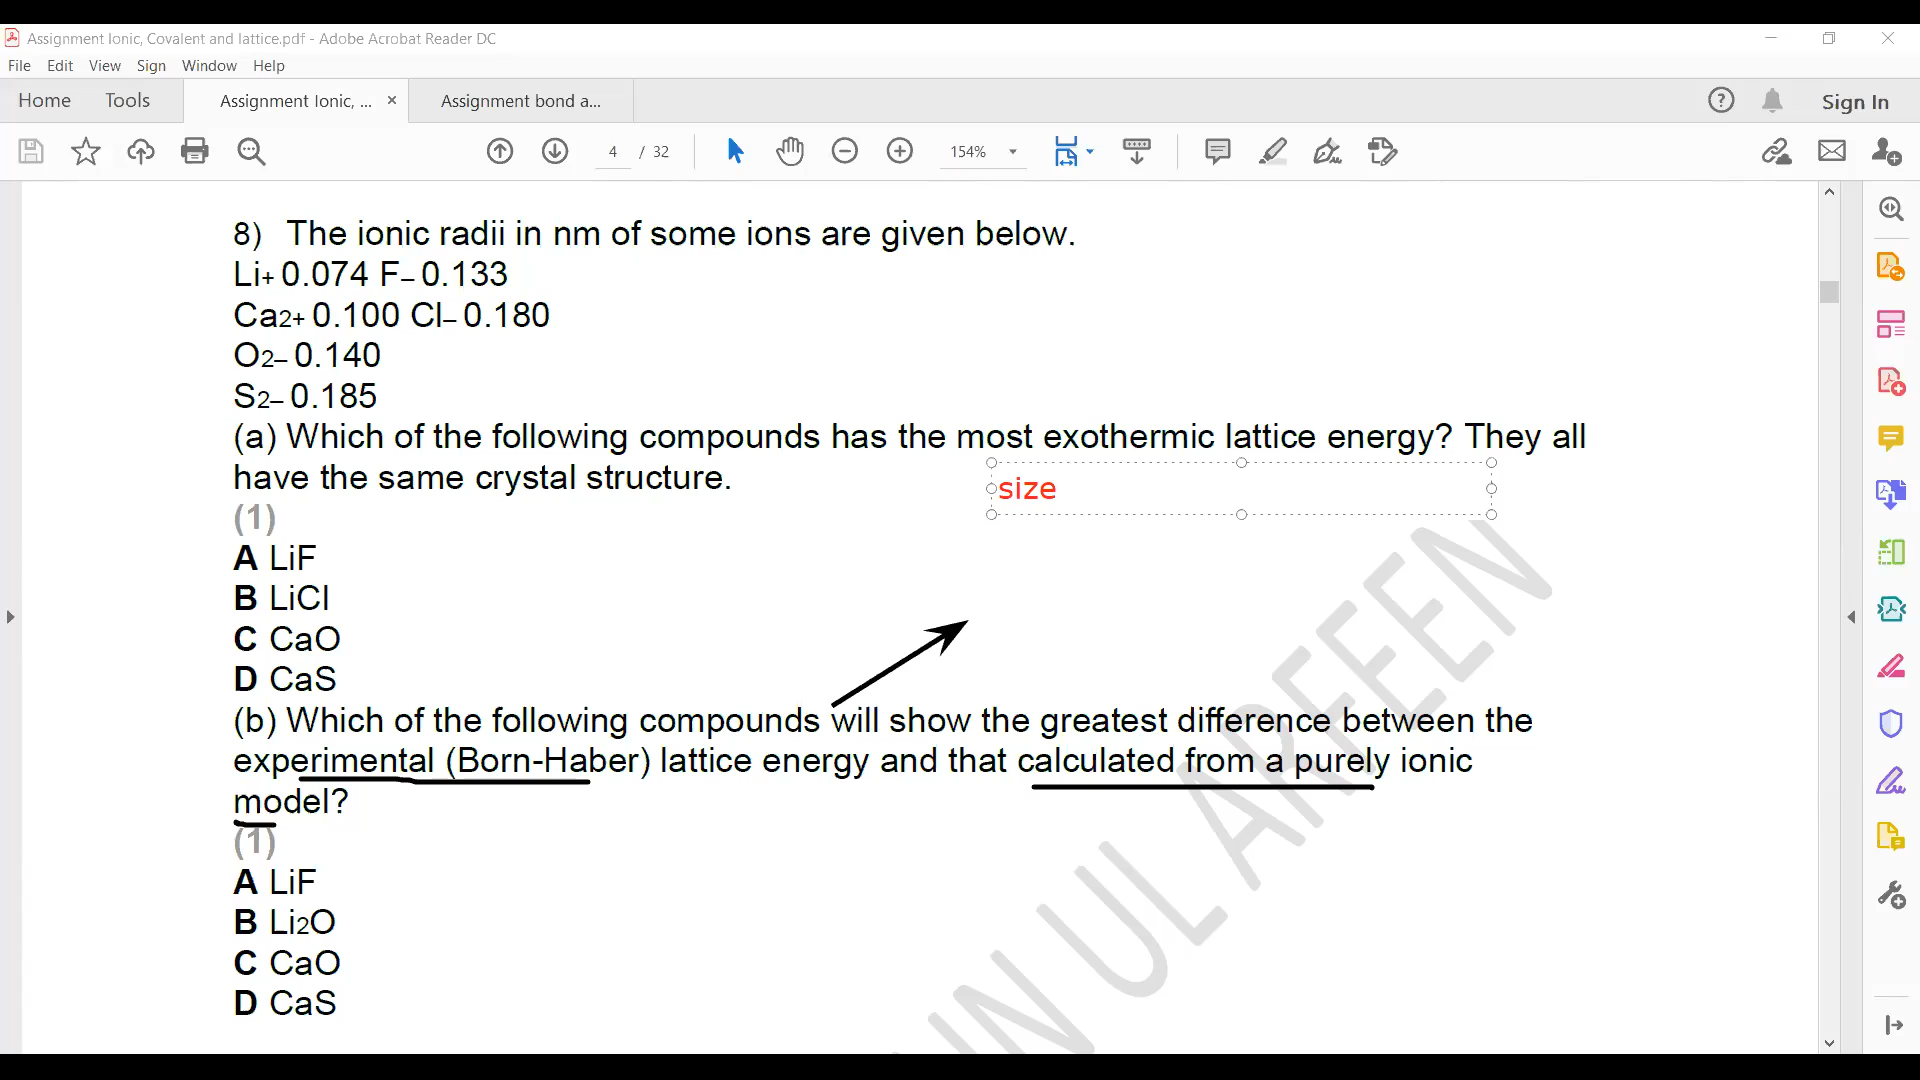 Assignment Ionic, Covalent and lattice.pdf - Adobe Acrobat Reader DC
File Edit View Sign Window Help
Home Tools Assignment Ionic, ... × Assignment bond a... Sign In
4 / 32 154%
8) The ionic radii in nm of some ions are given below.
Li+ 0.074 F– 0.133
Ca2+ 0.100 Cl– 0.180
O2– 0.140
S2– 0.185
(a) Which of the following compounds has the most exothermic lattice energy? They all
have the same crystal structure.
size
(1)
A LiF
B LiCl
C CaO
D CaS
(b) Which of the following compounds will show the greatest difference between the
experimental (Born-Haber) lattice energy and that calculated from a purely ionic
model?
(1)
A LiF
B Li2O
C CaO
D CaS
IN UL ARFEEN